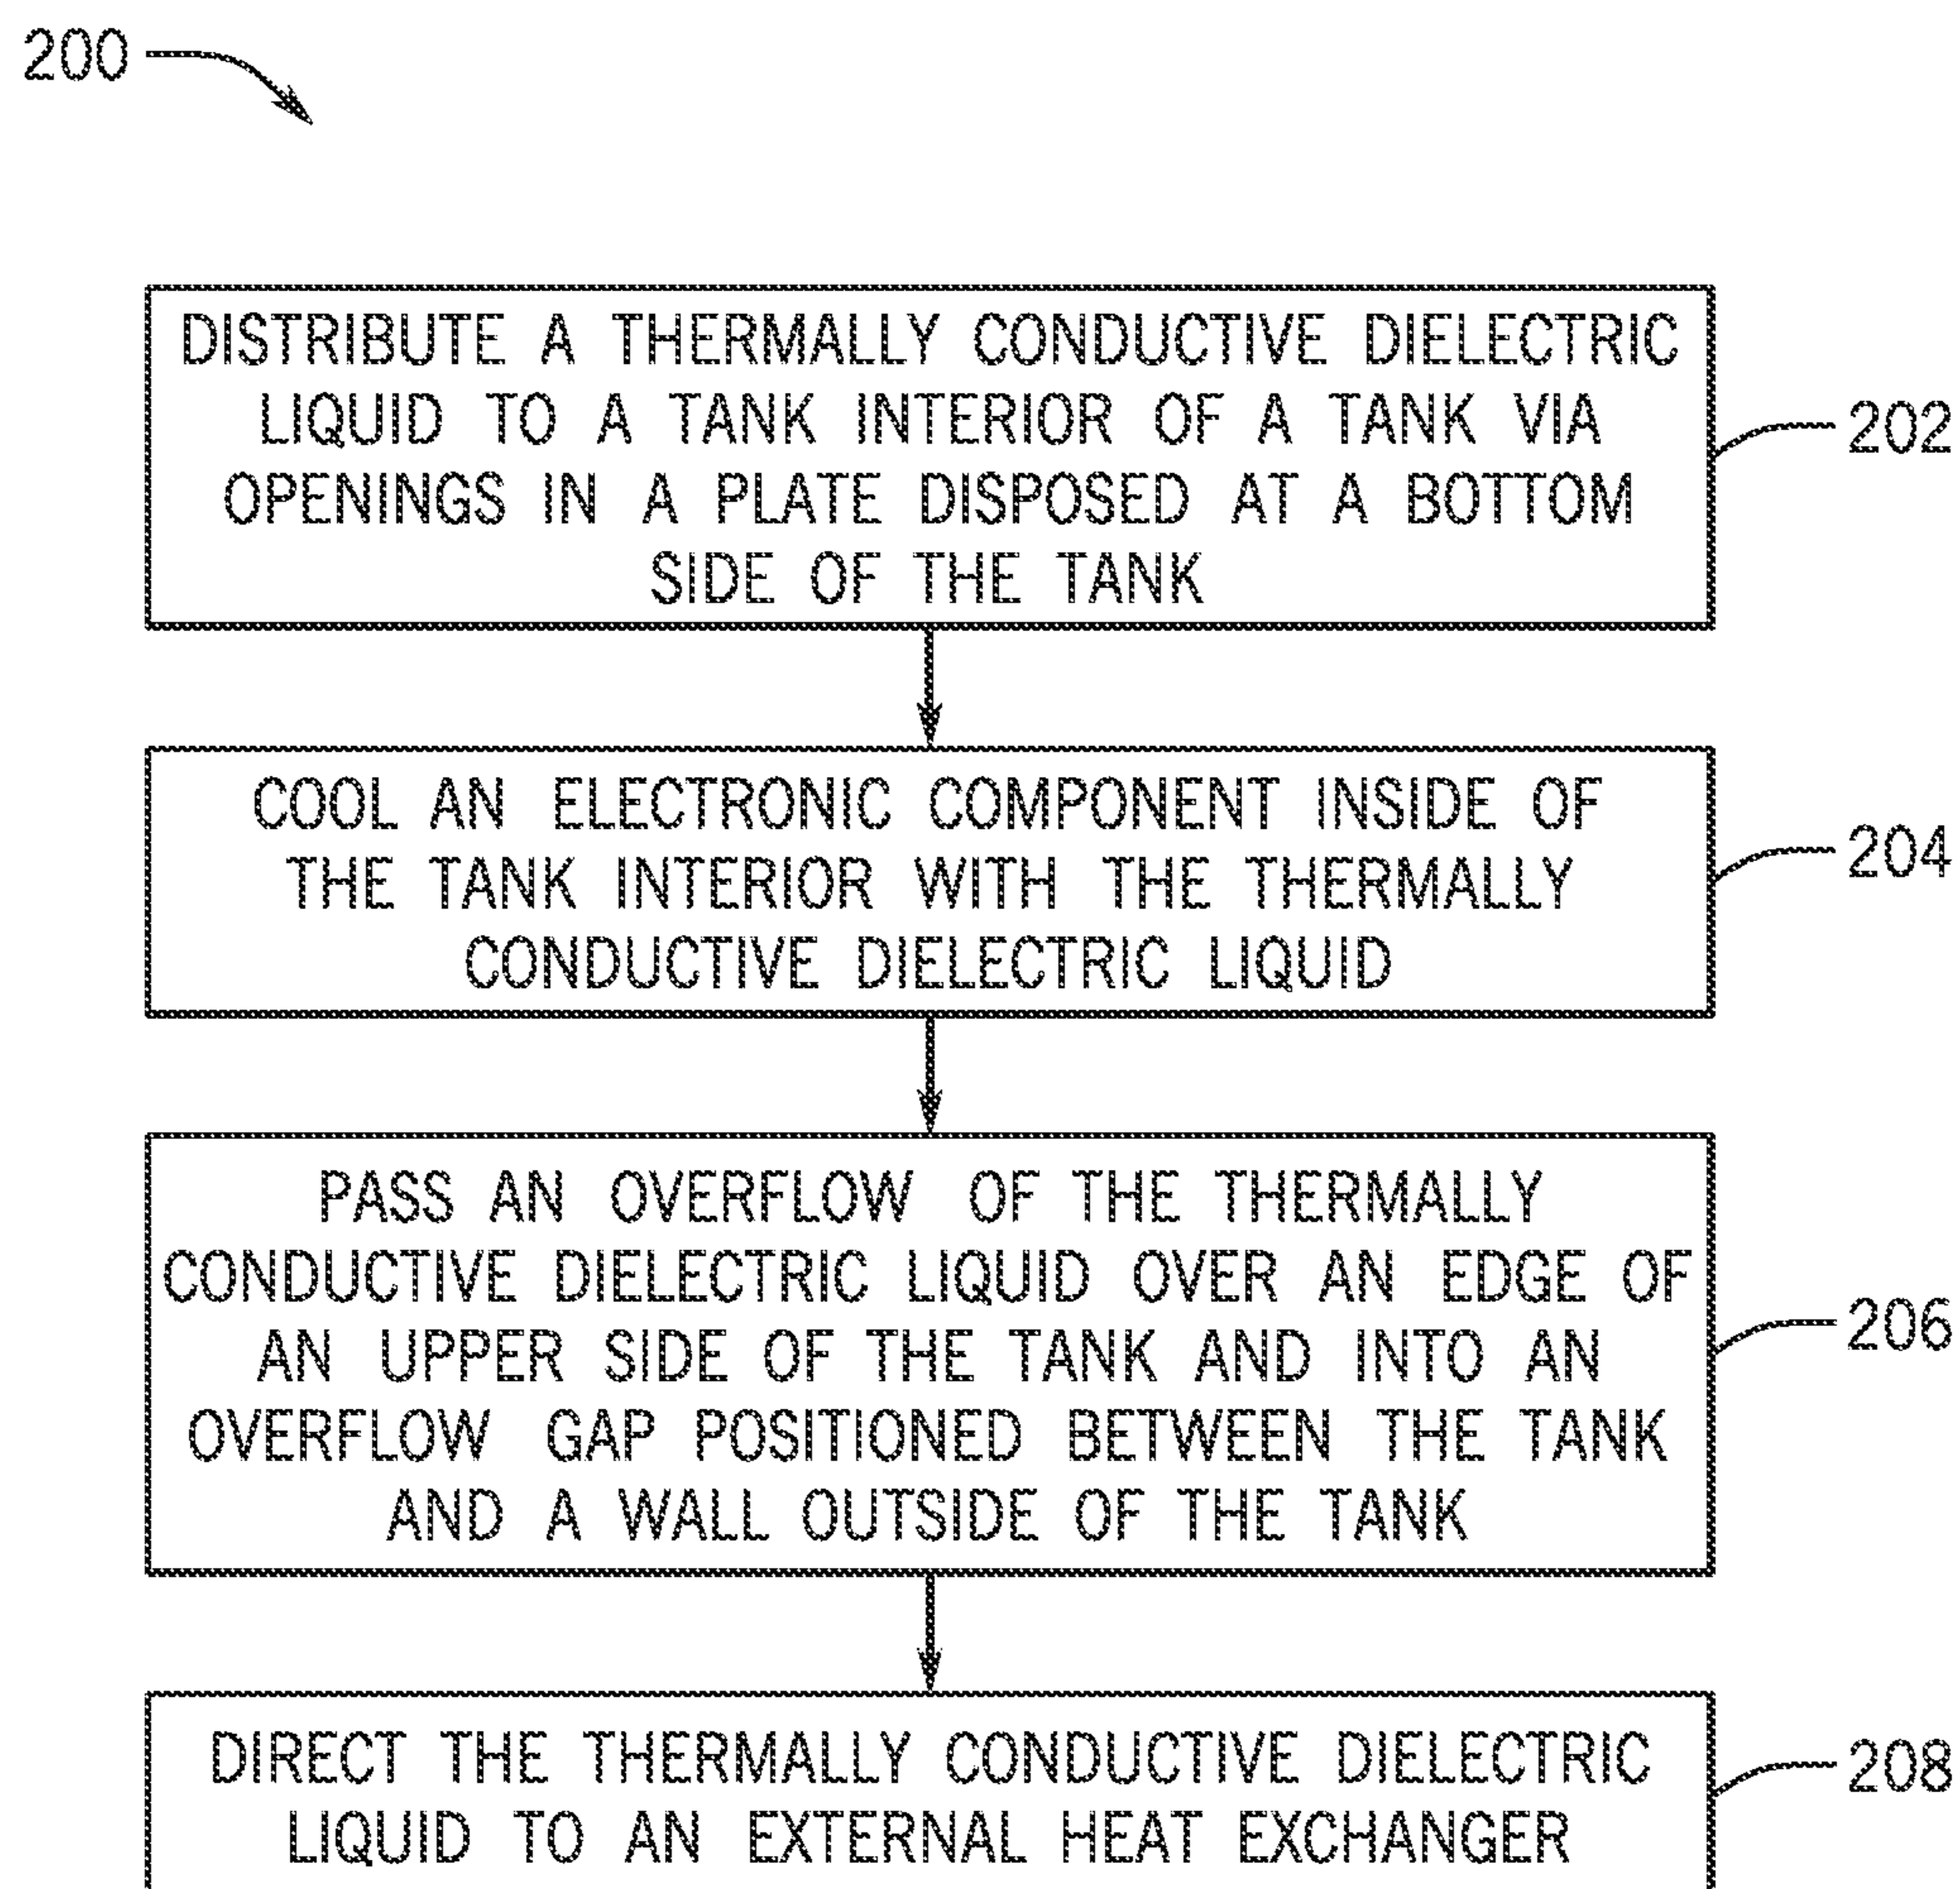 200
DISTRIBUTE A THERMALLY CONDUCTIVE DIELECTRIC
LIQUID TO A TANK INTERIOR OF A TANK VIA
OPENINGS IN A PLATE DISPOSED AT A BOTTOM
SIDE OF THE TANK
202
COOL AN ELECTRONIC COMPONENT INSIDE OF
THE TANK INTERIOR WITH THE THERMALLY
CONDUCTIVE DIELECTRIC LIQUID
204
PASS AN OVERFLOW OF THE THERMALLY
CONDUCTIVE DIELECTRIC LIQUID OVER AN EDGE OF
AN UPPER SIDE OF THE TANK AND INTO AN
OVERFLOW GAP POSITIONED BETWEEN THE TANK
AND A WALL OUTSIDE OF THE TANK
206
DIRECT THE THERMALLY CONDUCTIVE DIELECTRIC
LIQUID TO AN EXTERNAL HEAT EXCHANGER
208